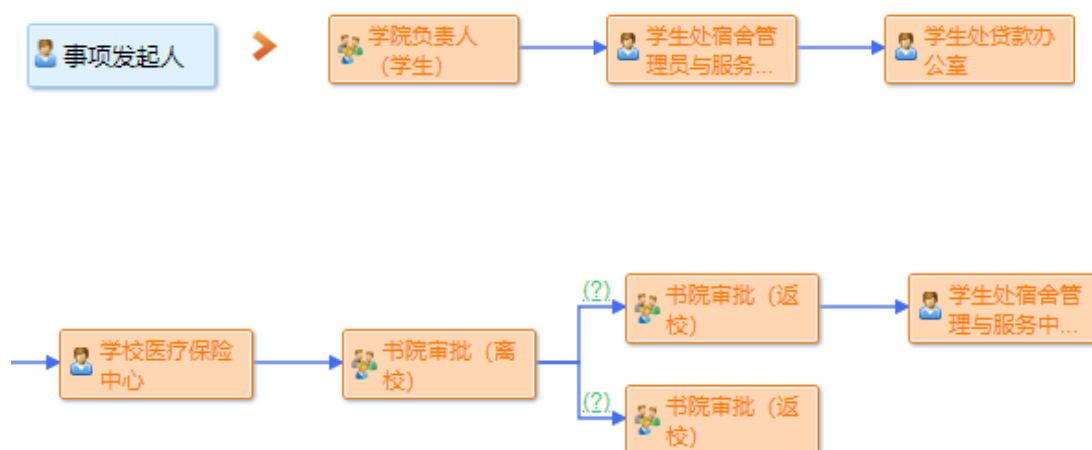 事项发起人
学院负责人
（学生）
学生处宿舍管
理员与服务...
学生处贷款办
公室
学校医疗保险
中心
书院审批（离
校）
(?)
书院审批（返
校）
学生处宿舍管
理与服务中...
(?)
书院审批（返
校）